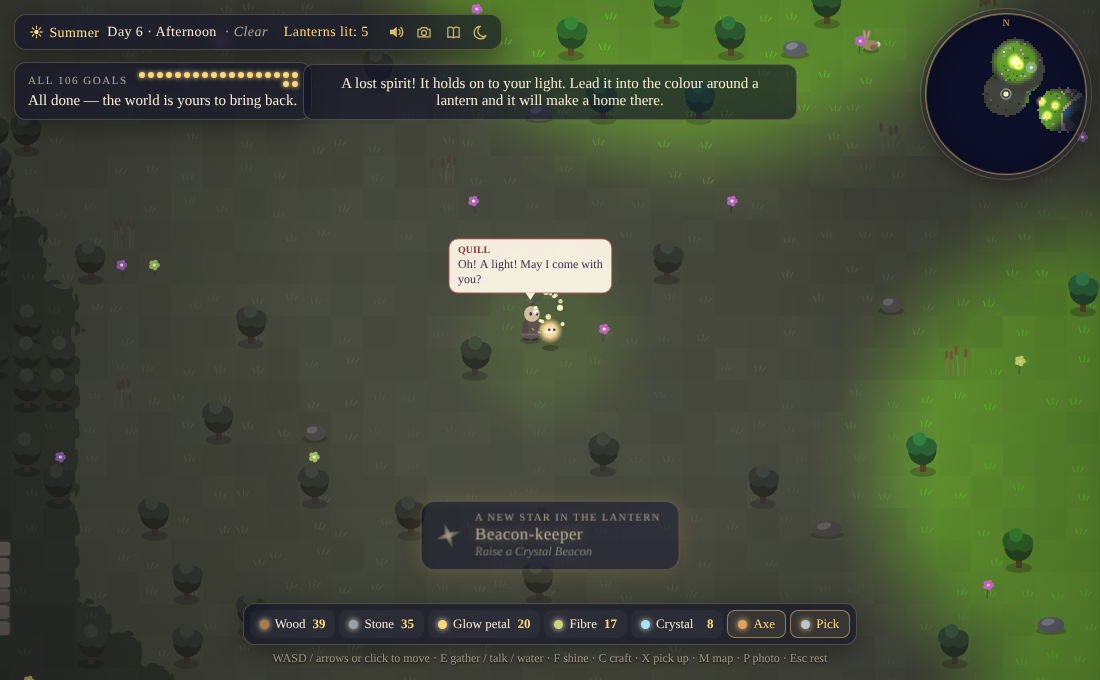 Summer Day 6 · Afternoon · Clear Lanterns lit: 5
N
ALL 106 GOALS
All done — the world is yours to bring back.
A lost spirit! It holds on to your light. Lead it into the colour around a
lantern and it will make a home there.
QUILL
Oh! A light! May I come with
you?
A NEW STAR IN THE LANTERN
Beacon-keeper
Raise a Crystal Beacon
Wood 39 Stone 35 Glow petal 20 Fibre 17 Crystal 8 Axe Pick
WASD / arrows or click to move · E gather / talk / water · F shine · C craft · X pick up · M map · P photo · Esc rest